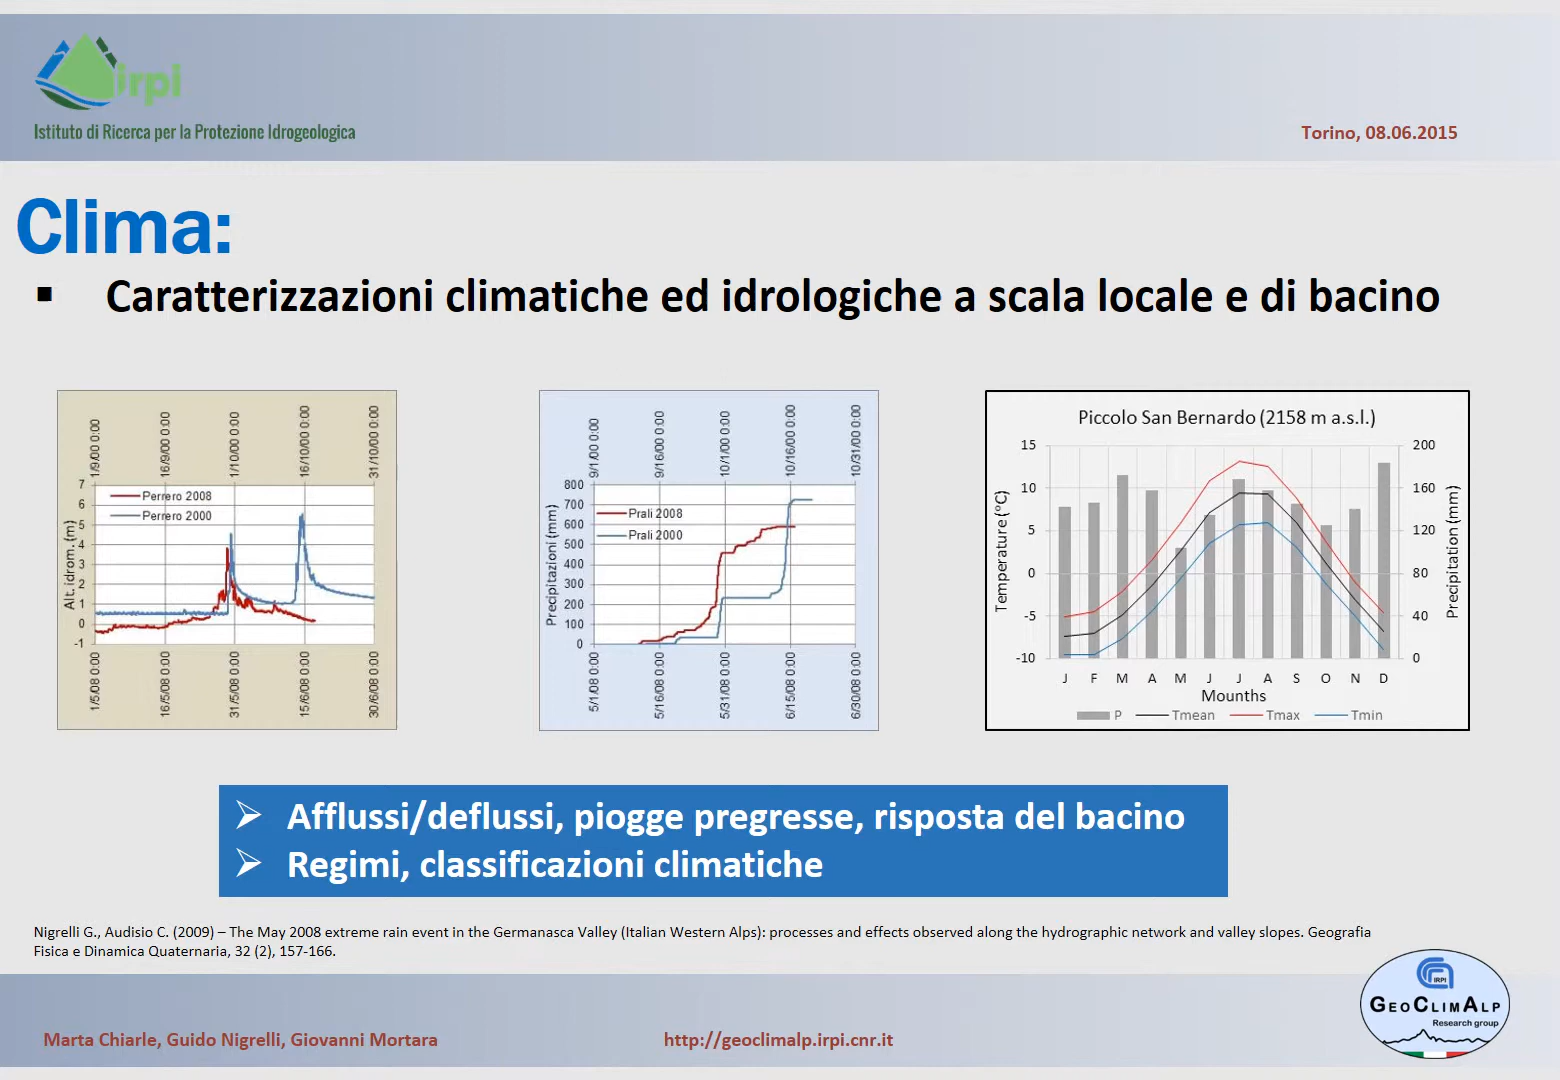 irpi
Istituto di Ricerca per la Protezione Idrogeologica
Torino, 08.06.2015
Clima:
▪ Caratterizzazioni climatiche ed idrologiche a scala locale e di bacino
1/9/00 0:00
16/9/00 0:00
1/10/00 0:00
16/10/00 0:00
31/10/00 0:00
Alt.idrom.(m)
7
6
5
4
3
2
1
0
-1
Perrero 2008
Perrero 2000
1/5/08 0:00
16/5/08 0:00
31/5/08 0:00
15/6/08 0:00
30/6/08 0:00
9/1/00 0:00
9/16/00 0:00
10/1/00 0:00
10/16/00 0:00
10/31/00 0:00
Precipitazioni (mm)
800
700
600
500
400
300
200
100
0
Prali 2008
Prali 2000
5/1/08 0:00
5/16/08 0:00
5/31/08 0:00
6/15/08 0:00
6/30/08 0:00
Piccolo San Bernardo (2158 m a.s.l.)
Temperature (°C)
15
10
5
0
-5
-10
200
160
120
80
40
0
Precipitation (mm)
J F M A M J J A S O N D
Mounths
P Tmean Tmax Tmin
➢ Afflussi/deflussi, piogge pregresse, risposta del bacino
➢ Regimi, classificazioni climatiche
Nigrelli G., Audisio C. (2009) – The May 2008 extreme rain event in the Germanasca Valley (Italian Western Alps): processes and effects observed along the hydrographic network and valley slopes. Geografia
Fisica e Dinamica Quaternaria, 32 (2), 157-166.
Marta Chiarle, Guido Nigrelli, Giovanni Mortara
http://geoclimalp.irpi.cnr.it
IRPI
GEOCLIMALP
Research group